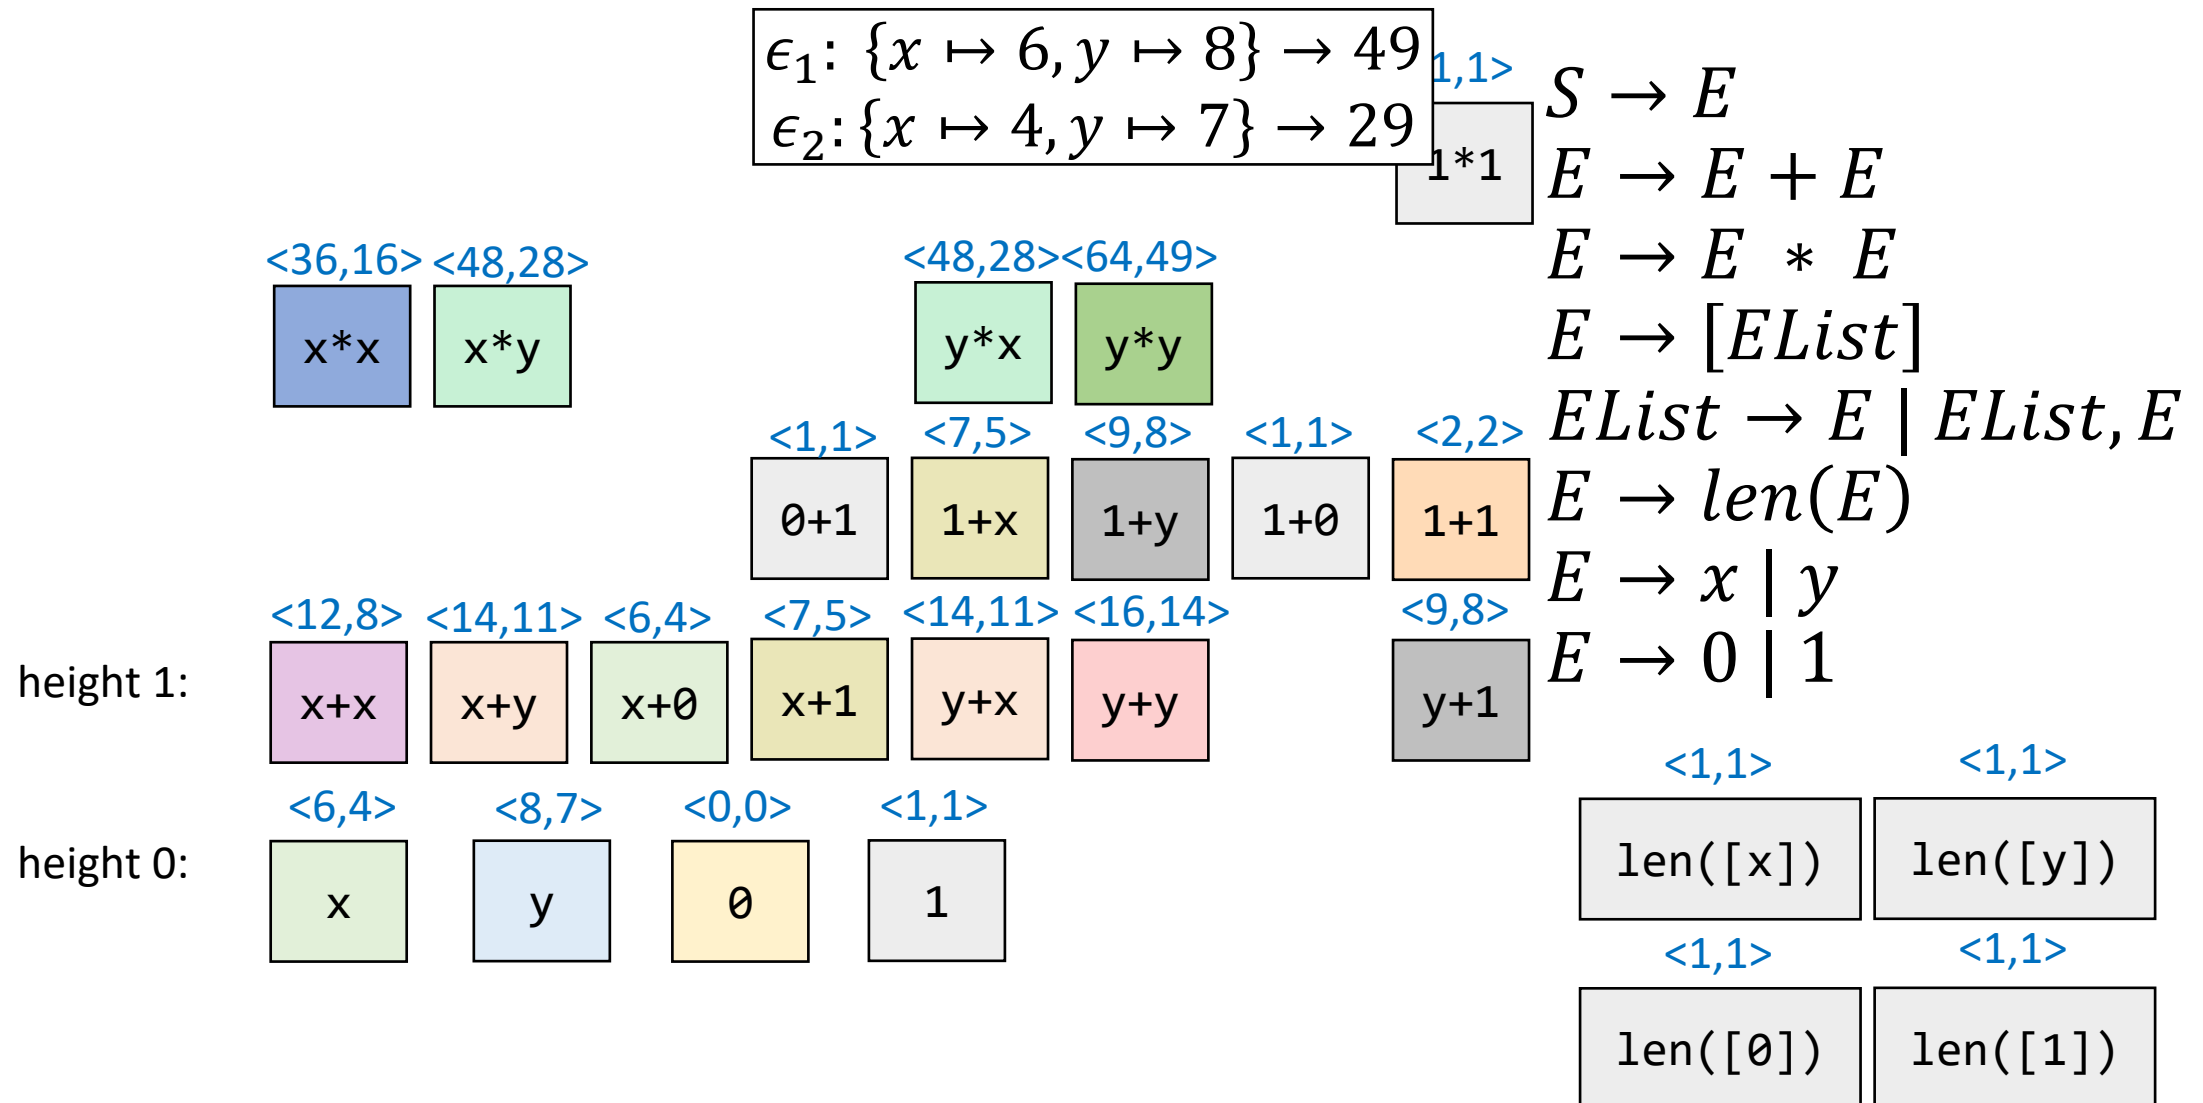 ϵ₁: {x ↦ 6, y ↦ 8} → 49
ϵ₂: {x ↦ 4, y ↦ 7} → 29
1,1>
1*1
S → E
E → E + E
E → E * E
E → [EList]
EList → E | EList, E
E → len(E)
E → x | y
E → 0 | 1
<36,16> <48,28> <48,28> <64,49>
x*x x*y y*x y*y
<1,1> <7,5> <9,8> <1,1> <2,2>
0+1 1+x 1+y 1+0 1+1
<12,8> <14,11> <6,4> <7,5> <14,11> <16,14> <9,8>
height 1: x+x x+y x+0 x+1 y+x y+y y+1
<6,4> <8,7> <0,0> <1,1>
height 0: x y 0 1
<1,1> <1,1>
len([x]) len([y])
<1,1> <1,1>
len([0]) len([1])